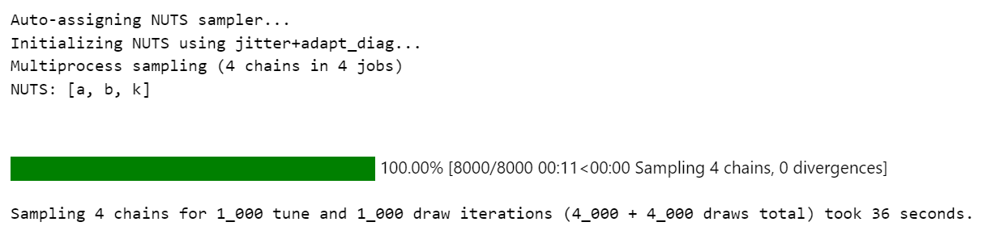 Auto-assigning NUTS sampler...
Initializing NUTS using jitter+adapt_diag...
Multiprocess sampling (4 chains in 4 jobs)
NUTS: [a, b, k]
100.00% [8000/8000 00:11<00:00 Sampling 4 chains, 0 divergences]
Sampling 4 chains for 1_000 tune and 1_000 draw iterations (4_000 + 4_000 draws total) took 36 seconds.